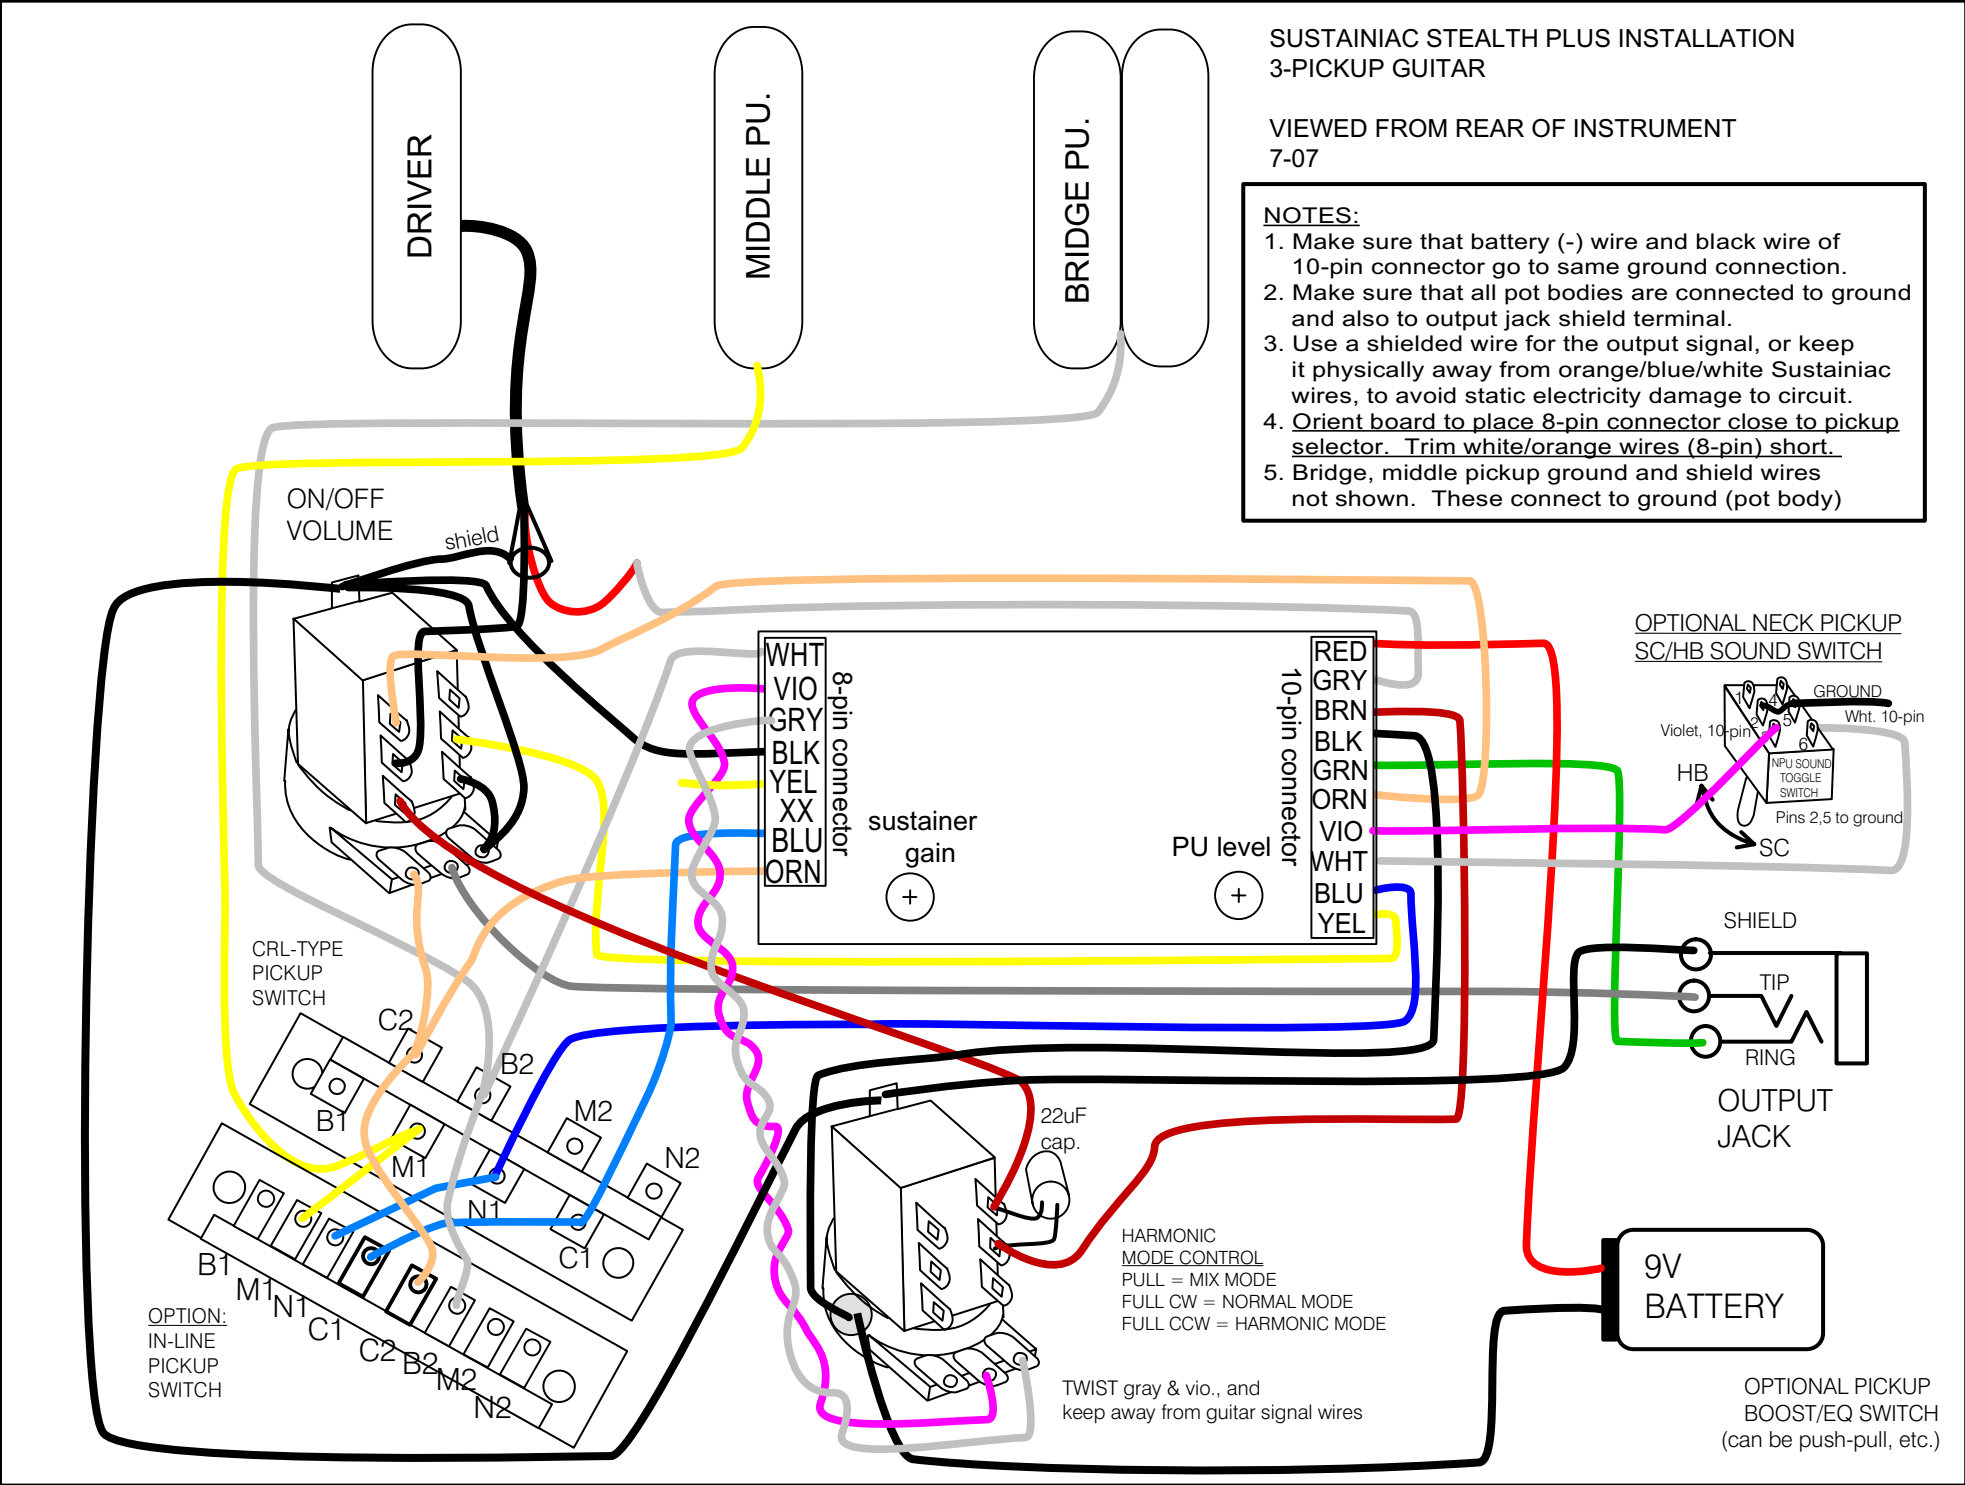 SUSTAINIAC STEALTH PLUS INSTALLATION
3-PICKUP GUITAR
VIEWED FROM REAR OF INSTRUMENT
7-07
DRIVER
MIDDLE PU.
BRIDGE PU.
NOTES:
1. Make sure that battery (-) wire and black wire of
10-pin connector go to same ground connection.
2. Make sure that all pot bodies are connected to ground
and also to output jack shield terminal.
3. Use a shielded wire for the output signal, or keep
it physically away from orange/blue/white Sustainiac
wires, to avoid static electricity damage to circuit.
4. Orient board to place 8-pin connector close to pickup
selector. Trim white/orange wires (8-pin) short.
5. Bridge, middle pickup ground and shield wires
not shown. These connect to ground (pot body)
ON/OFF
VOLUME
shield
WHT
VIO
GRY
BLK
YEL
XX
BLU
ORN
8-pin connector
sustainer
gain
PU level
10-pin connector
RED
GRY
BRN
BLK
GRN
ORN
VIO
WHT
BLU
YEL
OPTIONAL NECK PICKUP
SC/HB SOUND SWITCH
GROUND
Wht. 10-pin
Violet, 10-pin
1
4
2
5
6
NPU SOUND
TOGGLE
SWITCH
HB
SC
Pins 2,5 to ground
SHIELD
TIP
RING
OUTPUT
JACK
CRL-TYPE
PICKUP
SWITCH
C2
B2
M2
N2
B1
M1
N1
C1
OPTION:
IN-LINE
PICKUP
SWITCH
B1
M1
N1
C1
C2
B2
M2
N2
22uF
cap.
HARMONIC
MODE CONTROL
PULL = MIX MODE
FULL CW = NORMAL MODE
FULL CCW = HARMONIC MODE
TWIST gray & vio., and
keep away from guitar signal wires
9V
BATTERY
OPTIONAL PICKUP
BOOST/EQ SWITCH
(can be push-pull, etc.)